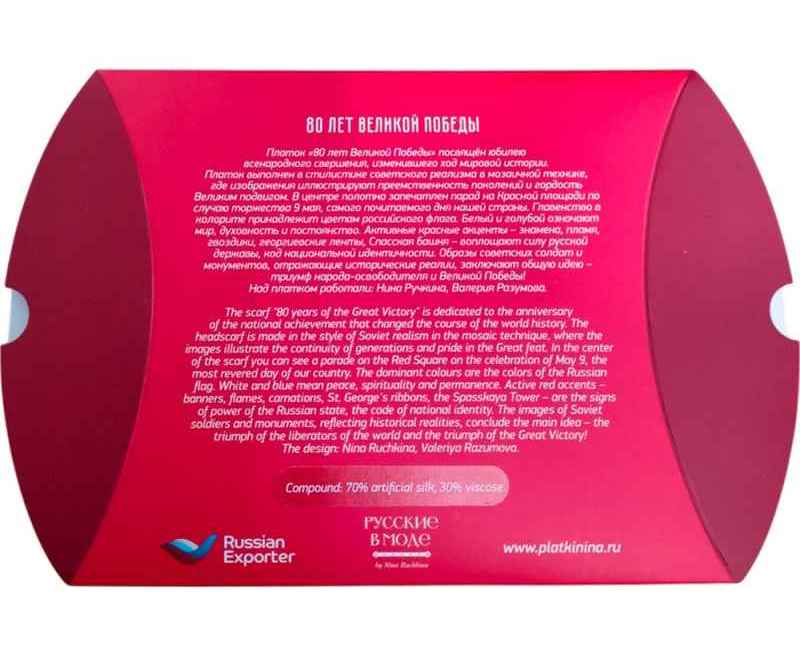 80 ЛЕТ ВЕЛИКОЙ ПОБЕДЫ
Платок «80 лет Великой Победы» посвящён юбилею
всенародного свершения, изменившего ход мировой истории.
Платок выполнен в стилистике советского реализма в мозаичной технике,
где изображения иллюстрируют преемственность поколений и гордость
Великим подвигом. В центре полотна запечатлен парад на Красной площади по
случаю торжества 9 мая, самого почитаемого дня нашей страны. Главенство в
колорите принадлежит цветам российского флага. Белый и голубой означают
мир, духовность и постоянство. Активные красные акценты – знамена, пламя,
гвоздики, георгиевские ленты, Спасская башня – воплощают силу русской
державы, код национальной идентичности. Образы советских солдат и
монументов, отражающие исторические реалии, заключают общую идею –
триумф народа-освободителя и Великой Победы!
Над платком работали: Нина Ручкина, Валерия Разумова.
The scarf "80 years of the Great Victory" is dedicated to the anniversary
of the national achievement that changed the course of the world history. The
headscarf is made in the style of Soviet realism in the mosaic technique, where the
images illustrate the continuity of generations and pride in the Great feat. In the center
of the scarf you can see a parade on the Red Square on the celebration of May 9, the
most revered day of our country. The dominant colours are the colors of the Russian
flag. White and blue mean peace, spirituality and permanence. Active red accents –
banners, flames, carnations, St. George's ribbons, the Spasskaya Tower – are the signs
of power of the Russian state, the code of national identity. The images of Soviet
soldiers and monuments, reflecting historical realities, conclude the main idea – the
triumph of the liberators of the world and the triumph of the Great Victory!
The design: Nina Ruchkina, Valeriya Razumova.
Compound: 70% artificial silk, 30% viscose
Russian
Exporter
РУССКИЕ
В МОДЕ
by Nina Ruchkina
www.platkinina.ru